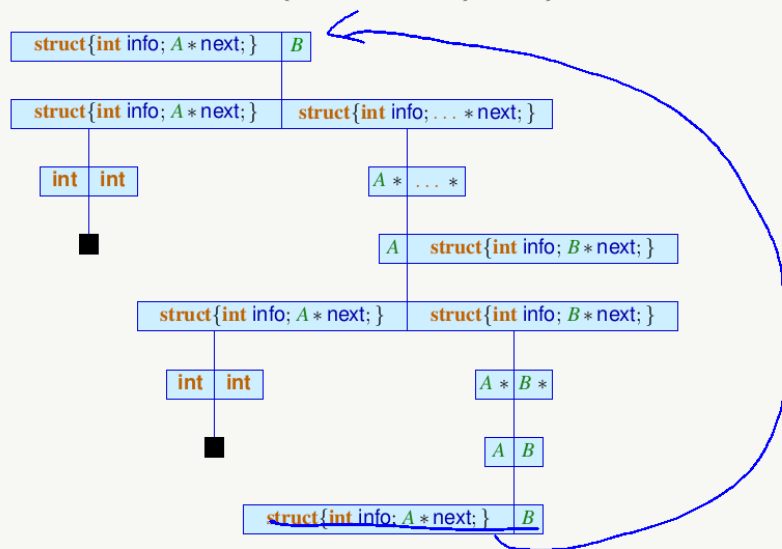 struct{int info; A * next; } B
struct{int info; A * next; } struct{int info; . . . * next; }
int int A * . . . *
A struct{int info; B * next; }
struct{int info; A * next; } struct{int info; B * next; }
int int A * B *
A B
struct{int info; A * next; } B